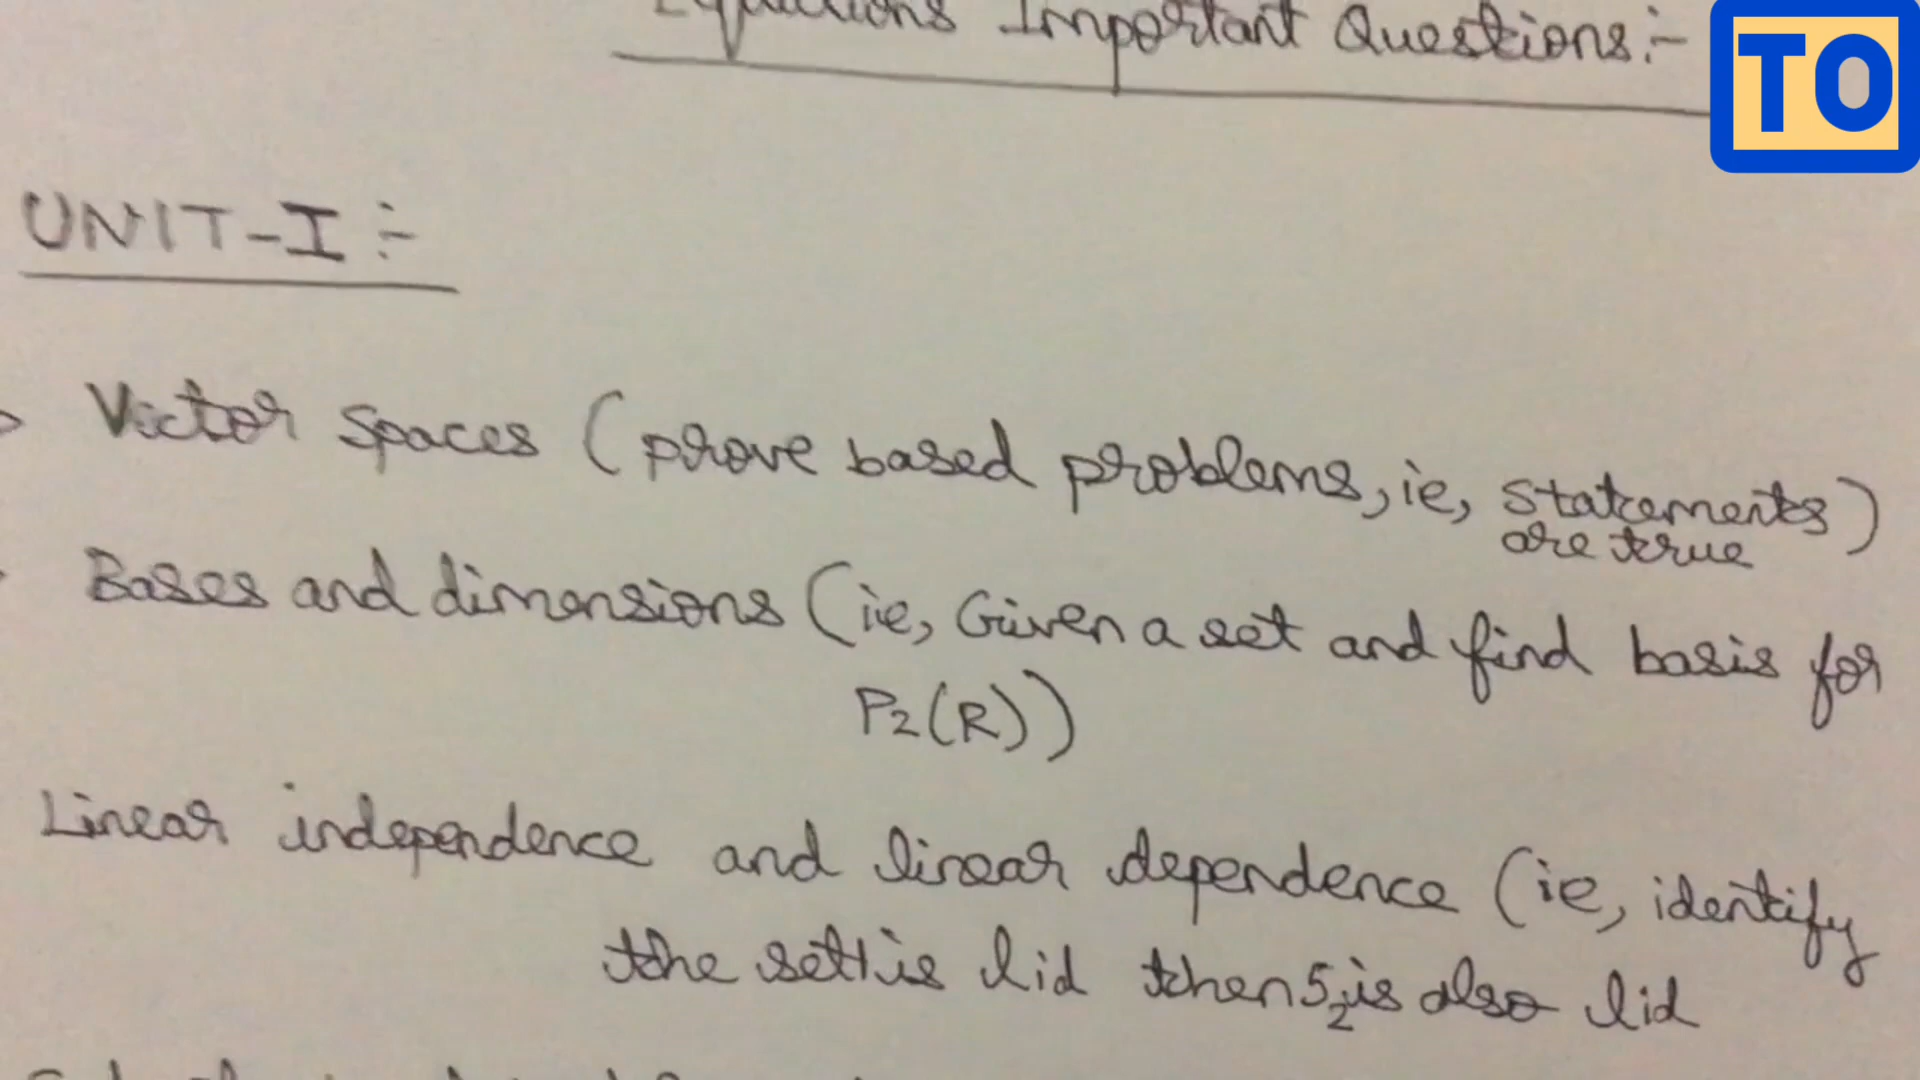 Equations Important Questions:-
TO
UNIT-I :-
Vector Spaces (prove based problems, ie, statements)
are true
Bases and dimensions (ie, Given a set and find basis for
P2(R))
Linear independence and linear dependence (ie, identify
the set1 is lid then S2 is also lid